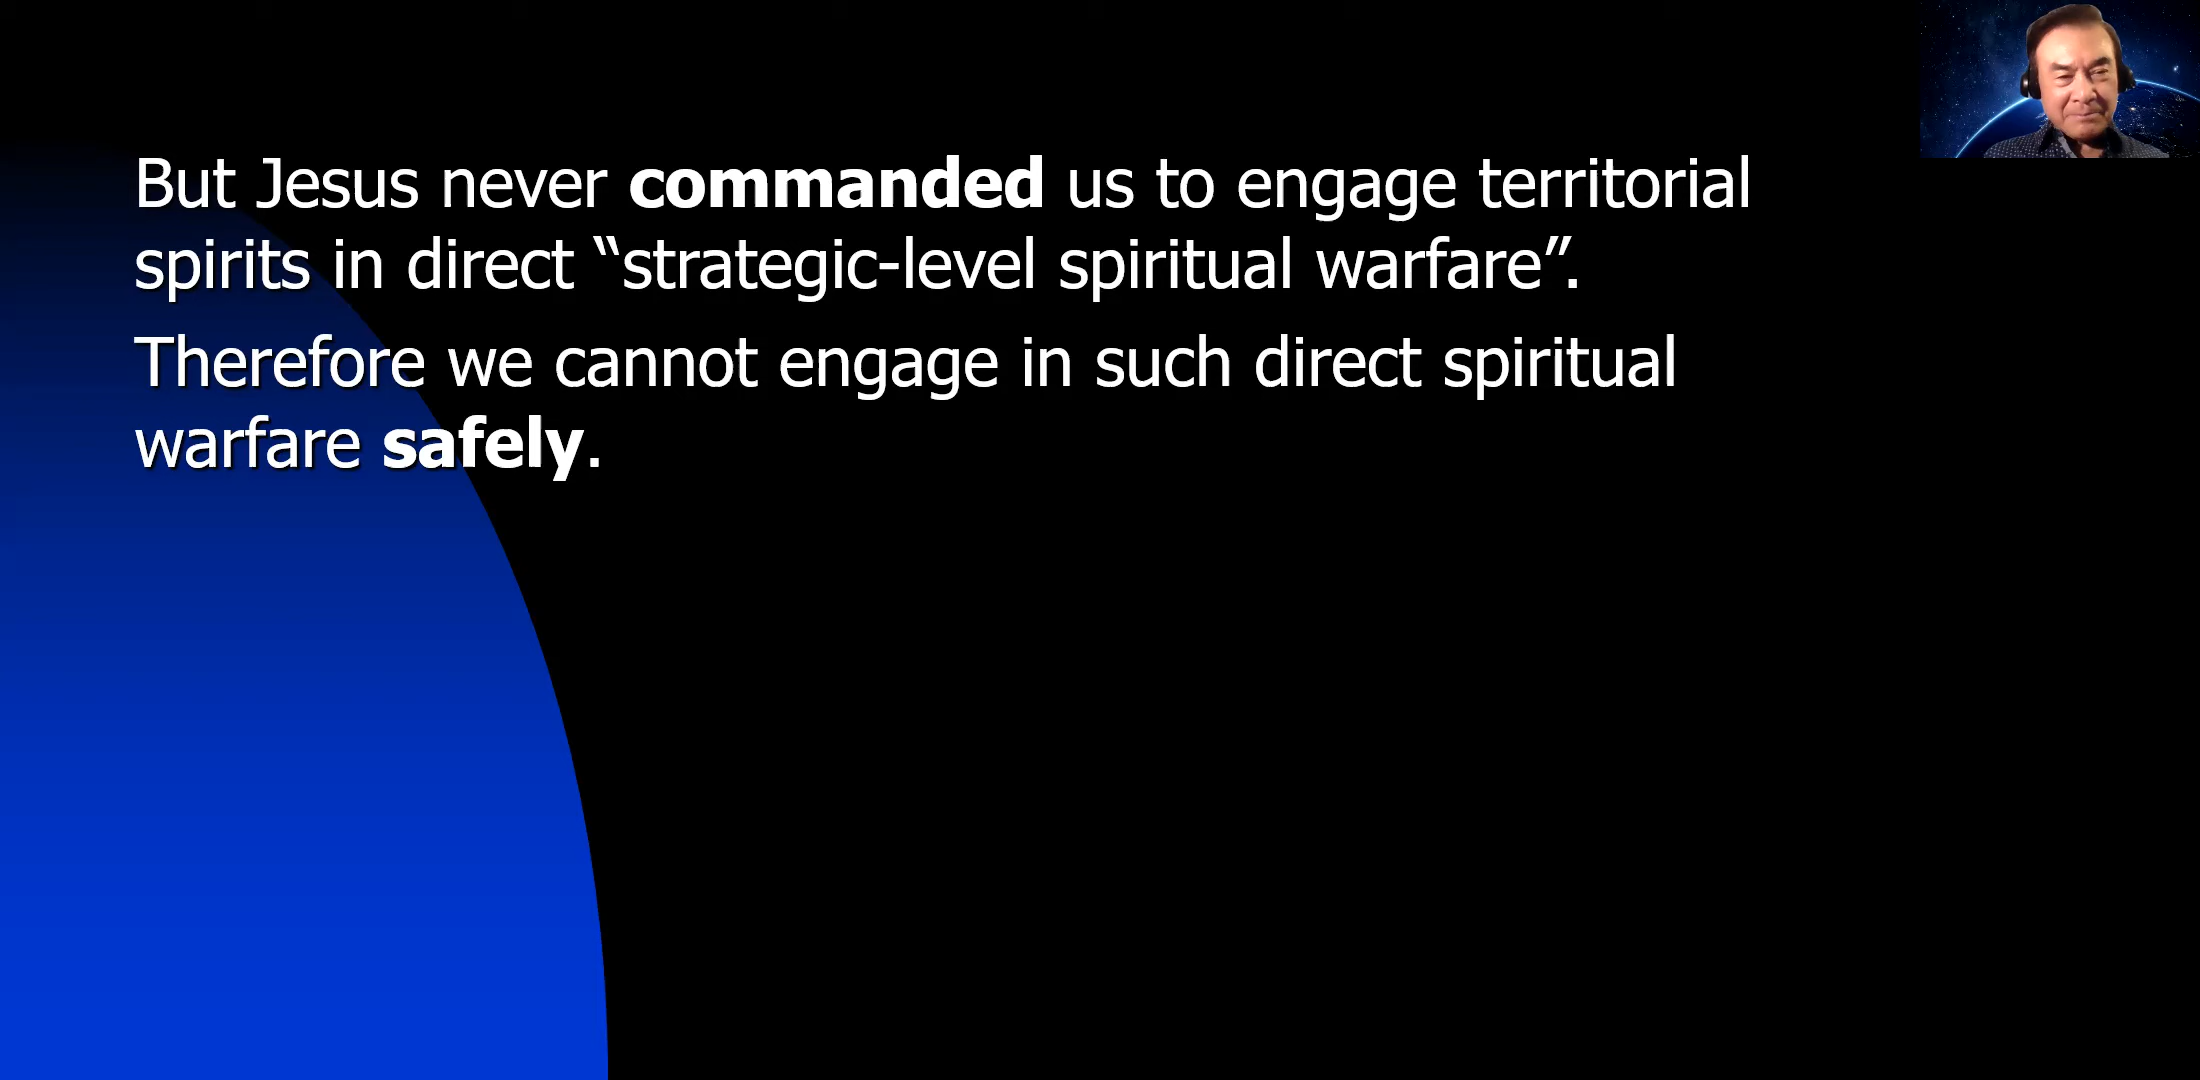 But Jesus never commanded us to engage territorial
spirits in direct “strategic-level spiritual warfare”.
Therefore we cannot engage in such direct spiritual
warfare safely.